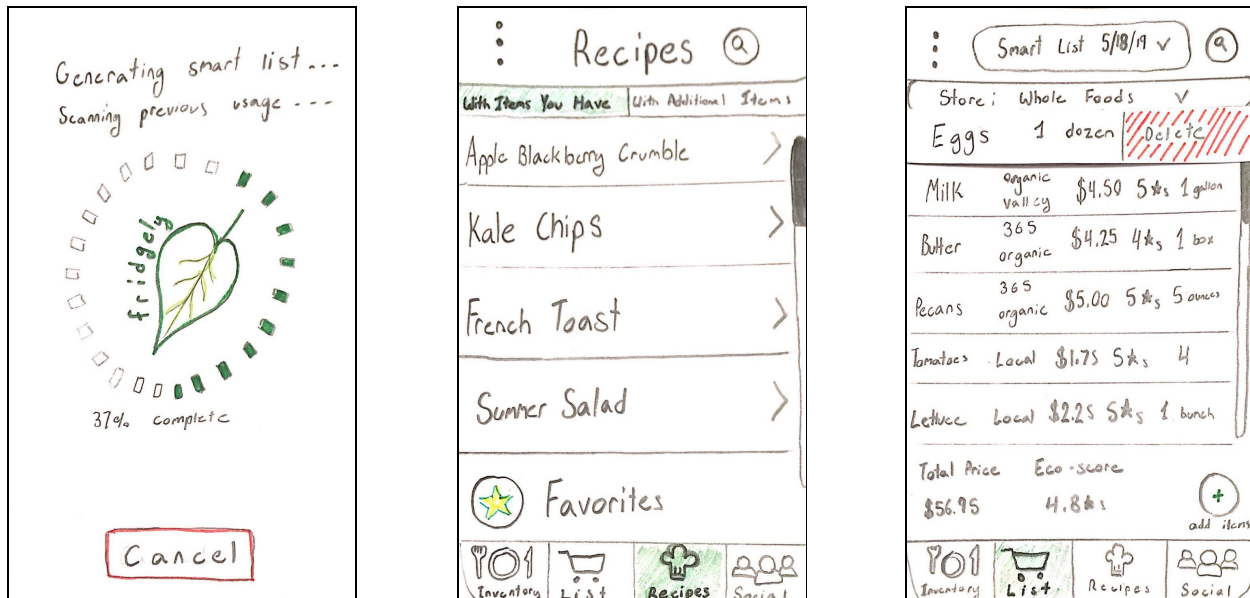 Generating smart list...
Scanning previous usage ---
fridgely
37% complete
Cancel
Recipes
With Items You Have
With Additional Items
Apple Blackberry Crumble
Kale Chips
French Toast
Summer Salad
Favorites
Inventory List Recipes Social
Smart List 5/18/19
Store: Whole Foods
Eggs 1 dozen Delete
Milk organic valley $4.50 5★s 1 gallon
Butter 365 organic $4.25 4★s 1 box
Pecans 365 organic $5.00 5★s 5 ounces
Tomatoes Local $1.75 5★s 4
Lettuce Local $2.25 5★s 1 bunch
Total Price Eco-score
$56.95 4.8★s
add items
Inventory List Recipes Social